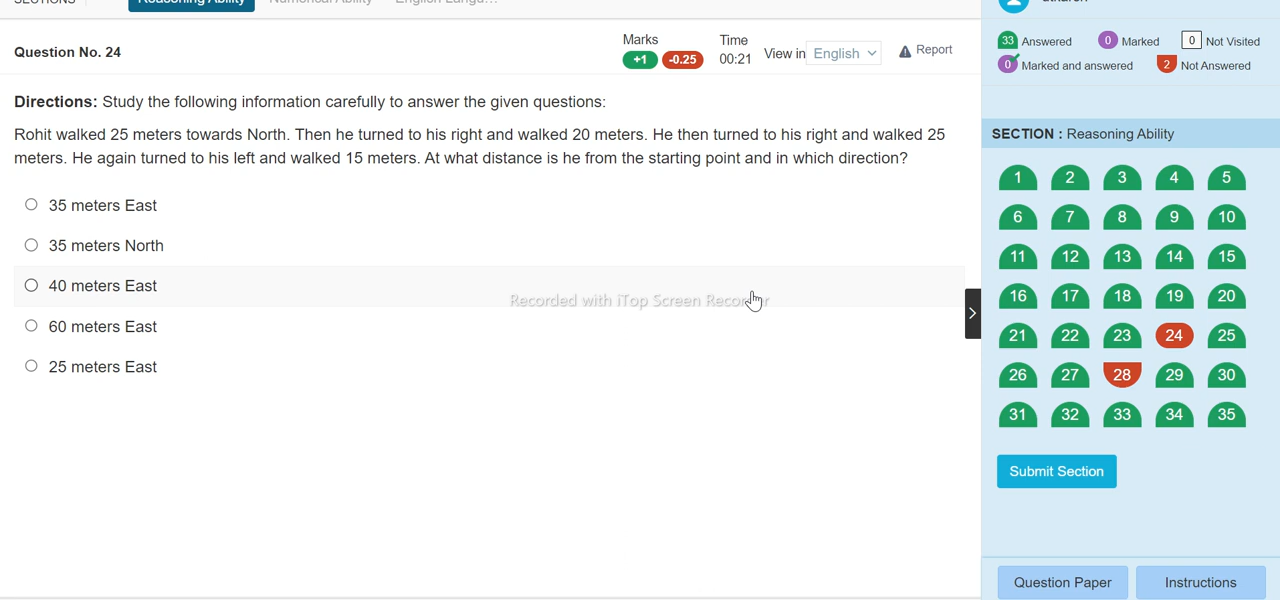 SECTIONS Reasoning Ability Numerical Ability English Langu...
Question No. 24
Marks
+1 -0.25
Time
00:21
View in English
Report
Directions: Study the following information carefully to answer the given questions:
Rohit walked 25 meters towards North. Then he turned to his right and walked 20 meters. He then turned to his right and walked 25
meters. He again turned to his left and walked 15 meters. At what distance is he from the starting point and in which direction?
35 meters East
35 meters North
40 meters East
60 meters East
25 meters East
Recorded with iTop Screen Recorder
33 Answered 0 Marked 0 Not Visited
0 Marked and answered 2 Not Answered
SECTION : Reasoning Ability
1 2 3 4 5
6 7 8 9 10
11 12 13 14 15
16 17 18 19 20
21 22 23 24 25
26 27 28 29 30
31 32 33 34 35
Submit Section
Question Paper Instructions